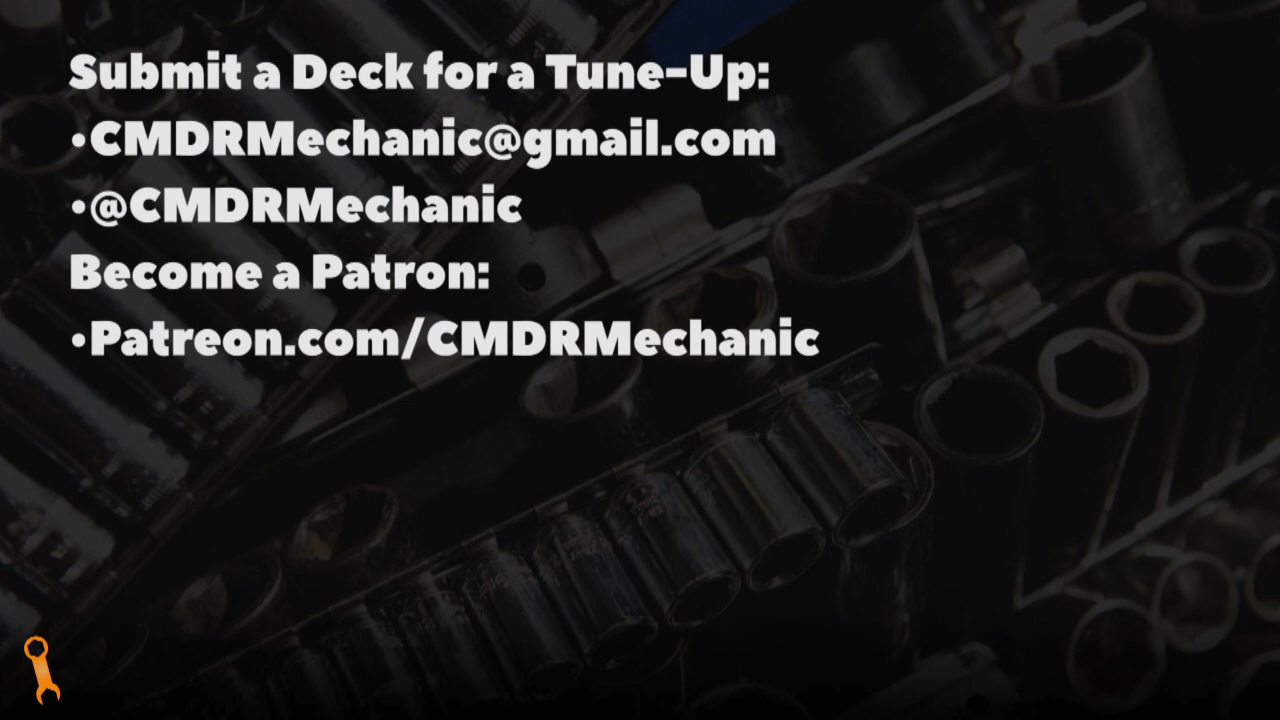 Submit a Deck for a Tune-Up:
•CMDRMechanic@gmail.com
•@CMDRMechanic
Become a Patron:
•Patreon.com/CMDRMechanic